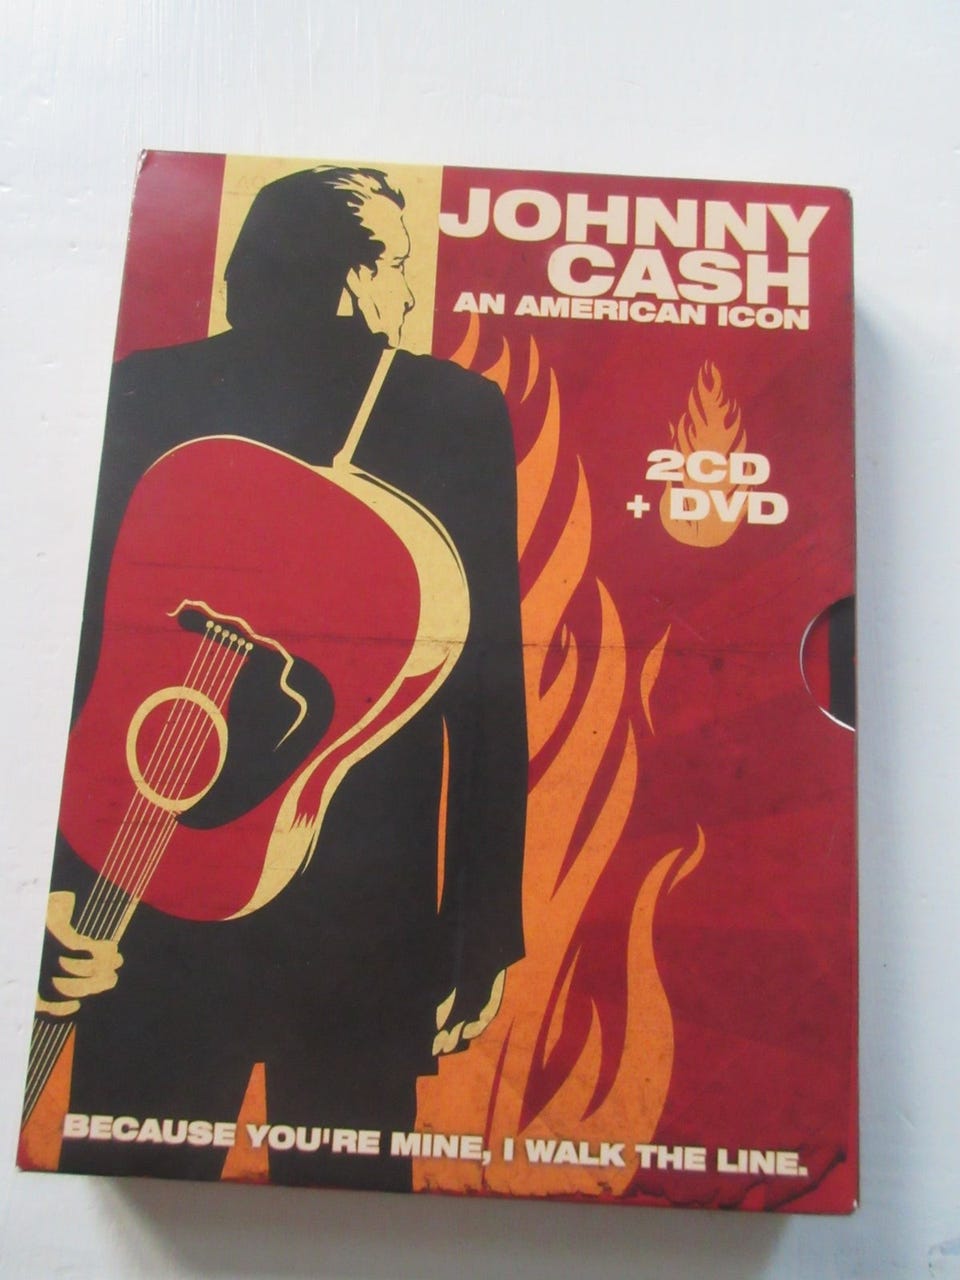 JOHNNY
CASH
AN AMERICAN ICON
2CD
+ DVD
BECAUSE YOU'RE MINE, I WALK THE LINE.